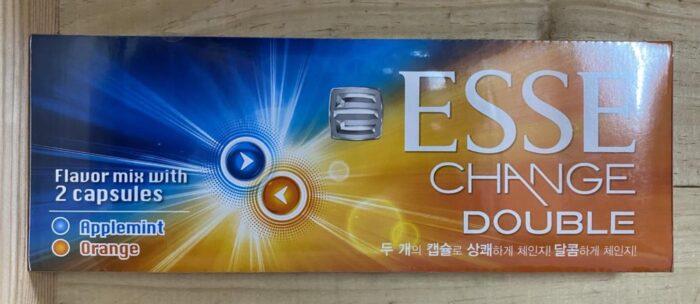 ESSE
CHANGE
DOUBLE
두 개의 캡슐로 상쾌하게 체인지! 달콤하게 체인지!
Flavor mix with
2 capsules
Applemint
Orange